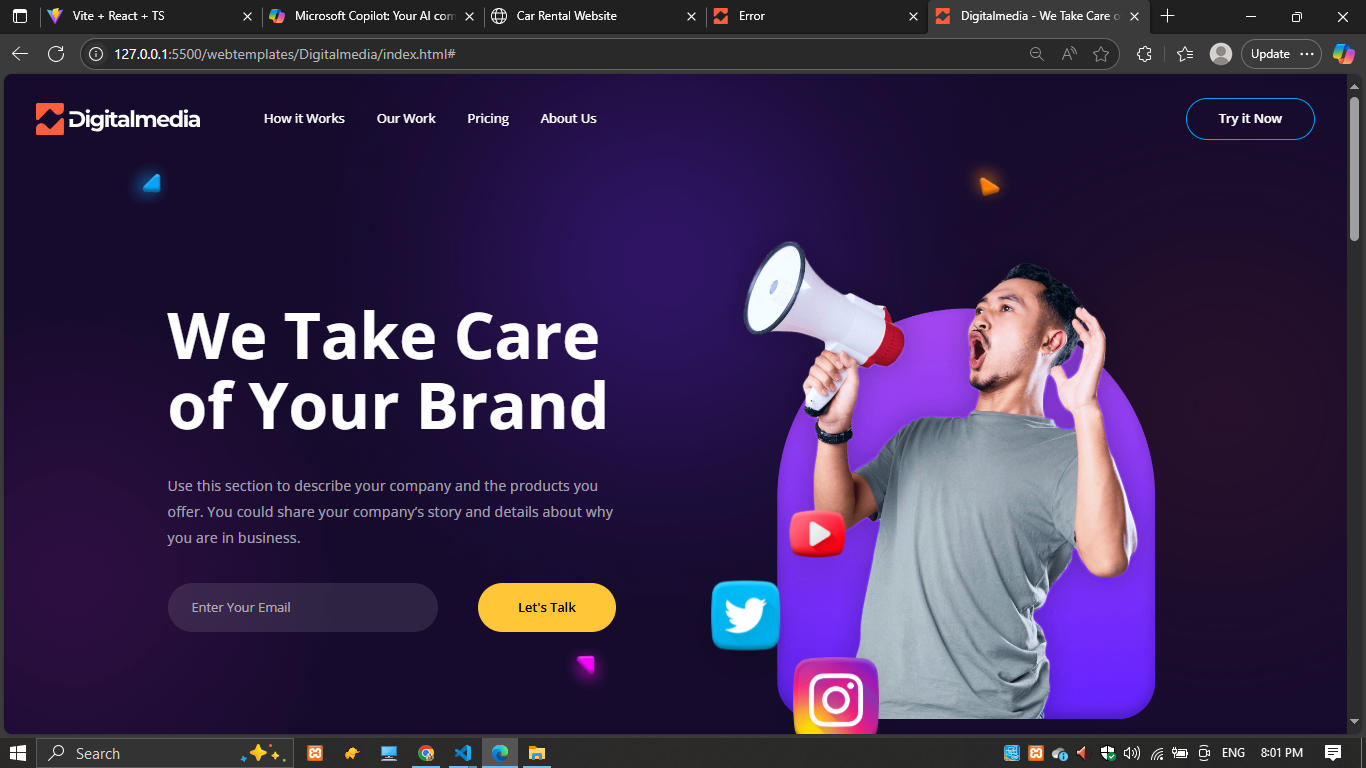 Vite + React + TS
Microsoft Copilot: Your AI com
Car Rental Website
Error
Digitalmedia - We Take Care o
127.0.0.1:5500/webtemplates/Digitalmedia/index.html#
Update
Digitalmedia
How it Works
Our Work
Pricing
About Us
Try it Now
We Take Care
of Your Brand
Use this section to describe your company and the products you
offer. You could share your company’s story and details about why
you are in business.
Enter Your Email
Let's Talk
Search
ENG
8:01 PM